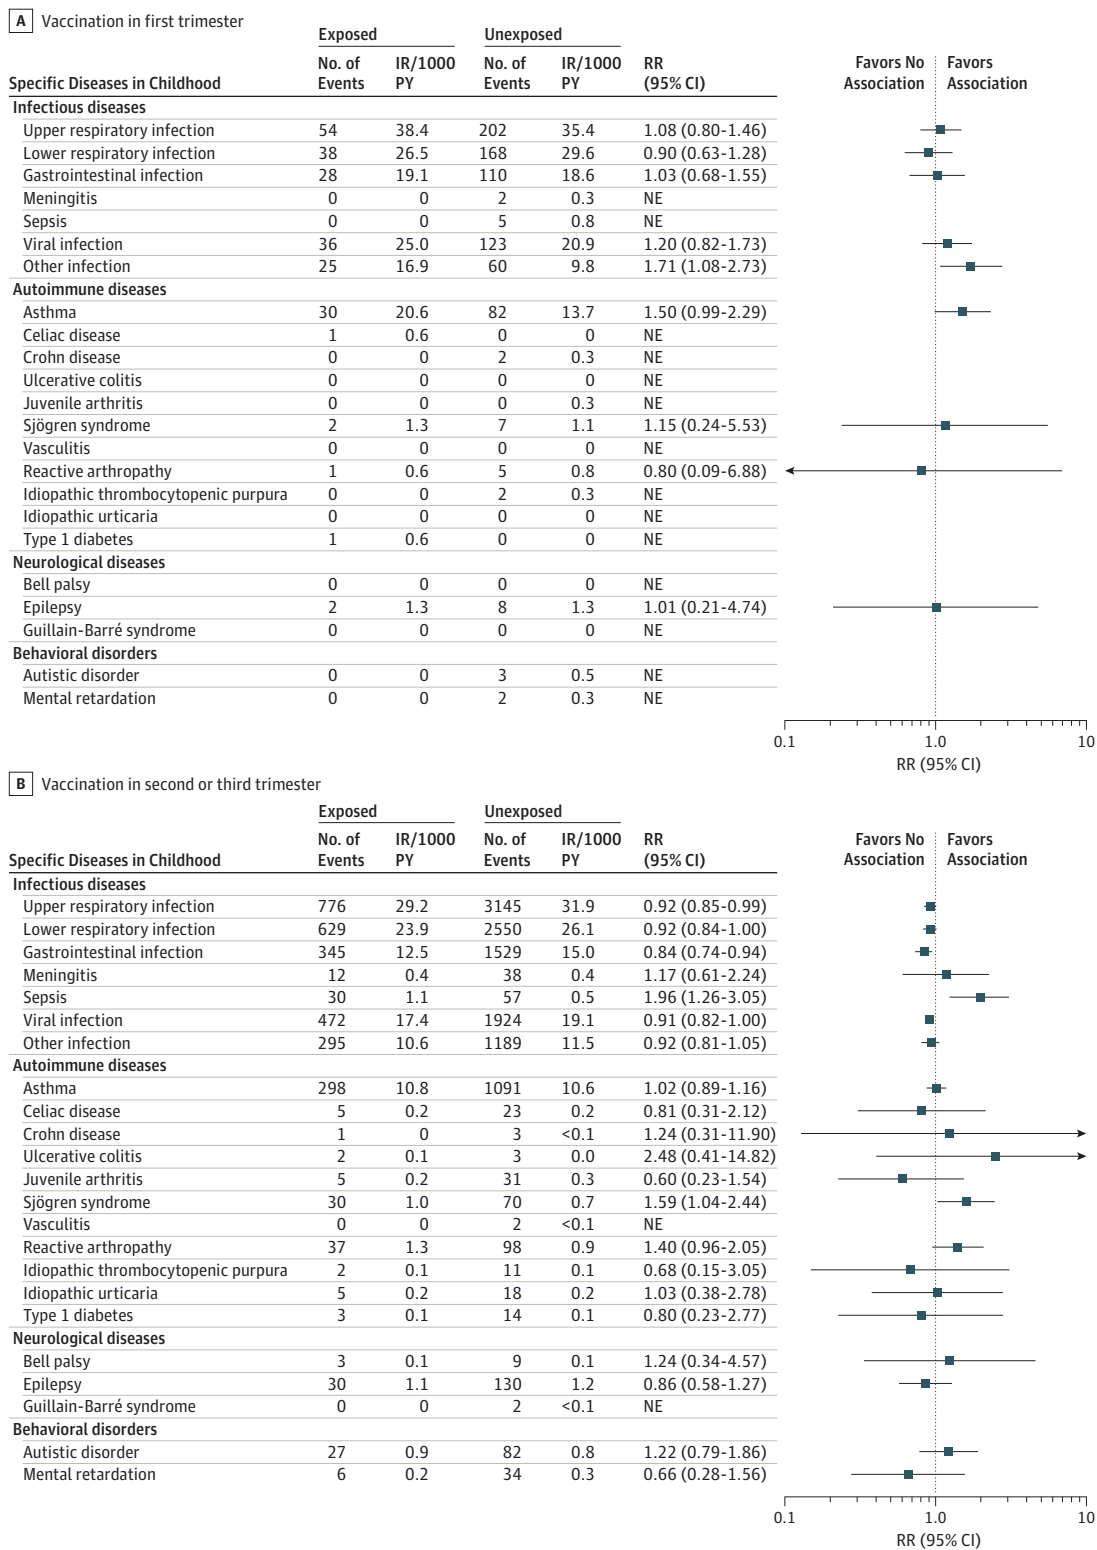 A Vaccination in first trimester
Exposed Unexposed
Specific Diseases in Childhood No. of Events IR/1000 PY No. of Events IR/1000 PY RR (95% CI) Favors No Association Favors Association
Infectious diseases
Upper respiratory infection 54 38.4 202 35.4 1.08 (0.80-1.46)
Lower respiratory infection 38 26.5 168 29.6 0.90 (0.63-1.28)
Gastrointestinal infection 28 19.1 110 18.6 1.03 (0.68-1.55)
Meningitis 0 0 2 0.3 NE
Sepsis 0 0 5 0.8 NE
Viral infection 36 25.0 123 20.9 1.20 (0.82-1.73)
Other infection 25 16.9 60 9.8 1.71 (1.08-2.73)
Autoimmune diseases
Asthma 30 20.6 82 13.7 1.50 (0.99-2.29)
Celiac disease 1 0.6 0 0 NE
Crohn disease 0 0 2 0.3 NE
Ulcerative colitis 0 0 0 0 NE
Juvenile arthritis 0 0 0 0.3 NE
Sjögren syndrome 2 1.3 7 1.1 1.15 (0.24-5.53)
Vasculitis 0 0 0 0 NE
Reactive arthropathy 1 0.6 5 0.8 0.80 (0.09-6.88)
Idiopathic thrombocytopenic purpura 0 0 2 0.3 NE
Idiopathic urticaria 0 0 0 0 NE
Type 1 diabetes 1 0.6 0 0 NE
Neurological diseases
Bell palsy 0 0 0 0 NE
Epilepsy 2 1.3 8 1.3 1.01 (0.21-4.74)
Guillain-Barré syndrome 0 0 0 0 NE
Behavioral disorders
Autistic disorder 0 0 3 0.5 NE
Mental retardation 0 0 2 0.3 NE
0.1 1.0 10
RR (95% CI)
B Vaccination in second or third trimester
Exposed Unexposed
Specific Diseases in Childhood No. of Events IR/1000 PY No. of Events IR/1000 PY RR (95% CI) Favors No Association Favors Association
Infectious diseases
Upper respiratory infection 776 29.2 3145 31.9 0.92 (0.85-0.99)
Lower respiratory infection 629 23.9 2550 26.1 0.92 (0.84-1.00)
Gastrointestinal infection 345 12.5 1529 15.0 0.84 (0.74-0.94)
Meningitis 12 0.4 38 0.4 1.17 (0.61-2.24)
Sepsis 30 1.1 57 0.5 1.96 (1.26-3.05)
Viral infection 472 17.4 1924 19.1 0.91 (0.82-1.00)
Other infection 295 10.6 1189 11.5 0.92 (0.81-1.05)
Autoimmune diseases
Asthma 298 10.8 1091 10.6 1.02 (0.89-1.16)
Celiac disease 5 0.2 23 0.2 0.81 (0.31-2.12)
Crohn disease 1 0 3 <0.1 1.24 (0.31-11.90)
Ulcerative colitis 2 0.1 3 0.0 2.48 (0.41-14.82)
Juvenile arthritis 5 0.2 31 0.3 0.60 (0.23-1.54)
Sjögren syndrome 30 1.0 70 0.7 1.59 (1.04-2.44)
Vasculitis 0 0 2 <0.1 NE
Reactive arthropathy 37 1.3 98 0.9 1.40 (0.96-2.05)
Idiopathic thrombocytopenic purpura 2 0.1 11 0.1 0.68 (0.15-3.05)
Idiopathic urticaria 5 0.2 18 0.2 1.03 (0.38-2.78)
Type 1 diabetes 3 0.1 14 0.1 0.80 (0.23-2.77)
Neurological diseases
Bell palsy 3 0.1 9 0.1 1.24 (0.34-4.57)
Epilepsy 30 1.1 130 1.2 0.86 (0.58-1.27)
Guillain-Barré syndrome 0 0 2 <0.1 NE
Behavioral disorders
Autistic disorder 27 0.9 82 0.8 1.22 (0.79-1.86)
Mental retardation 6 0.2 34 0.3 0.66 (0.28-1.56)
0.1 1.0 10
RR (95% CI)